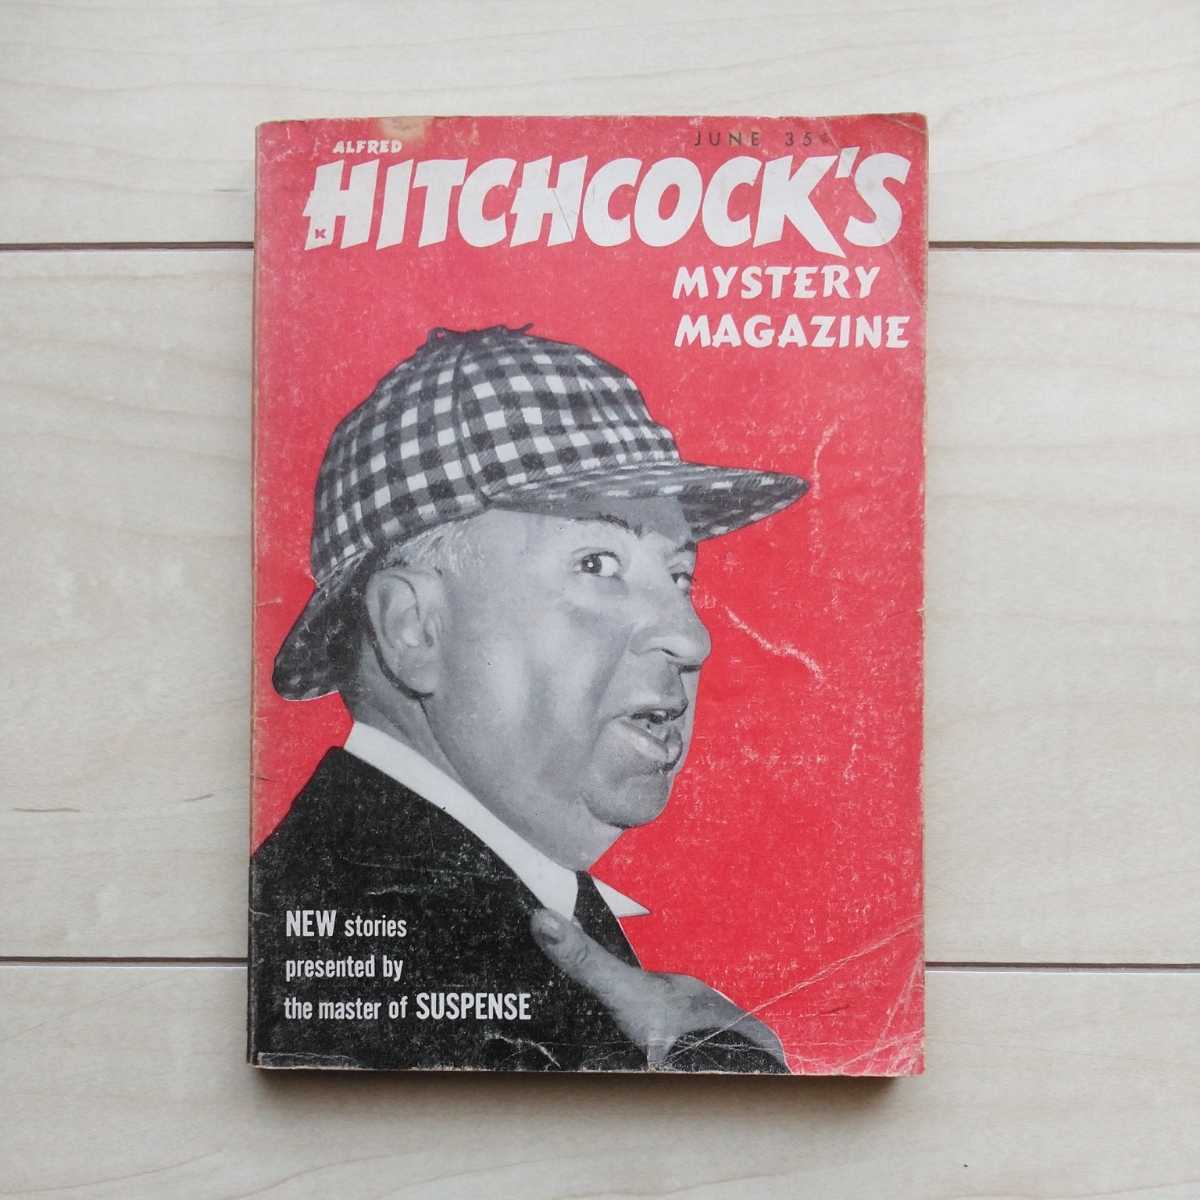 JUNE 35¢
ALFRED
HITCHCOCK'S
K
MYSTERY
MAGAZINE
NEW stories
presented by
the master of SUSPENSE